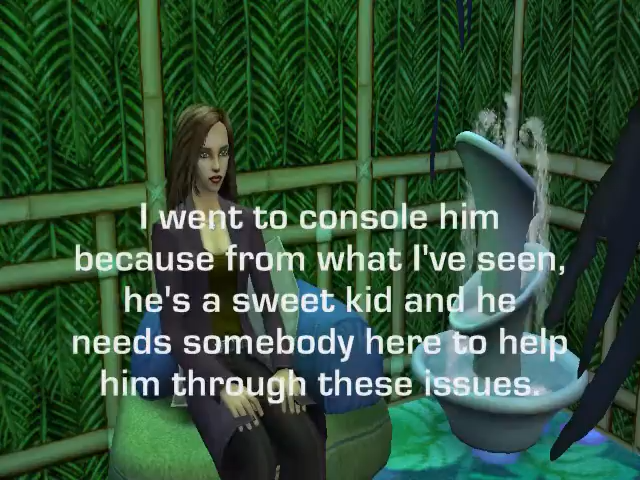 I went to console him
because from what I've seen,
he's a sweet kid and he
needs somebody here to help
him through these issues.